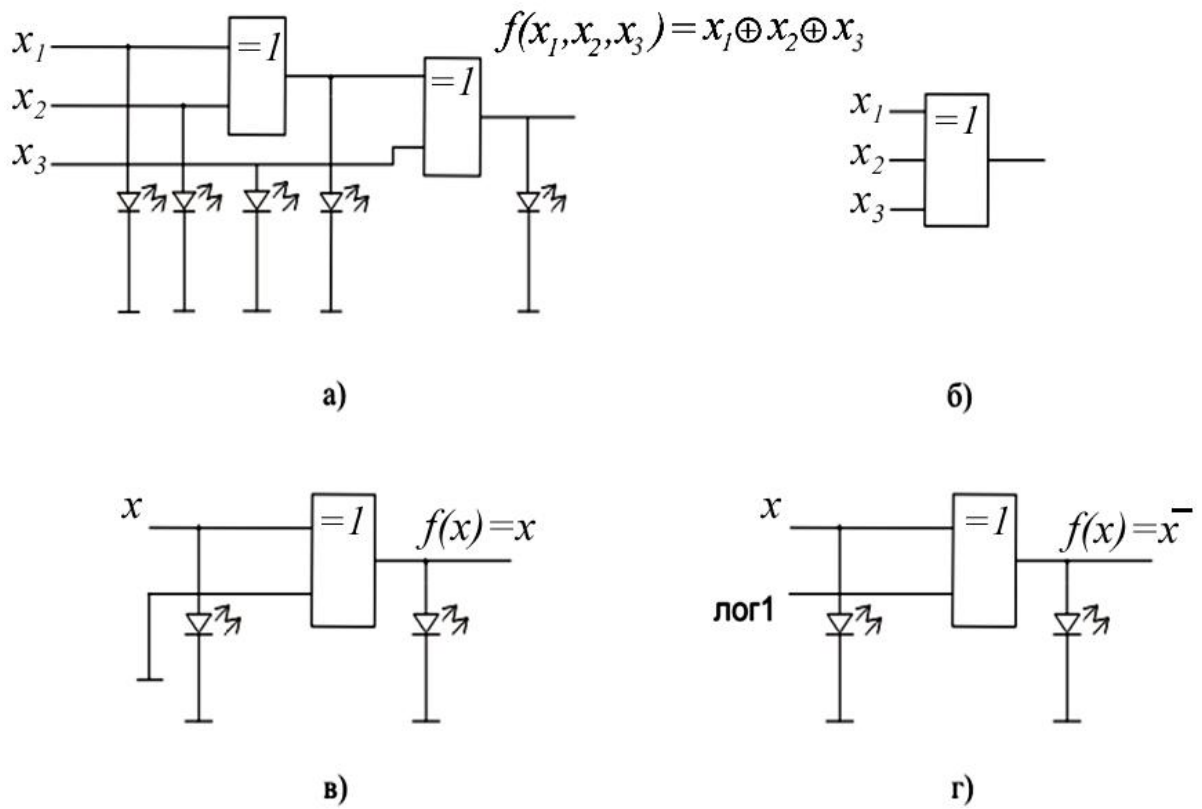 x₁ =1 f(x₁,x₂,x₃)=x₁⊕x₂⊕x₃
x₂ =1
x₃
x₁ =1
x₂
x₃
а) б)
x =1 f(x)=x
x =1 f(x)=x̅
лог1
в) г)